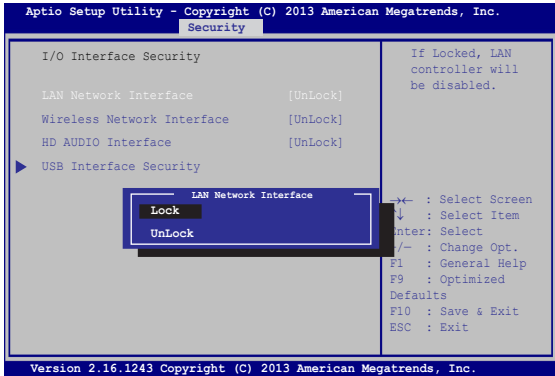 Aptio Setup Utility - Copyright (C) 2013 American Megatrends, Inc.
Security
I/O Interface Security
LAN Network Interface [UnLock]
Wireless Network Interface [UnLock]
HD AUDIO Interface [UnLock]
USB Interface Security
LAN Network Interface
Lock
UnLock
If Locked, LAN
controller will
be disabled.
→← : Select Screen
↓ : Select Item
nter: Select
/— : Change Opt.
F1 : General Help
F9 : Optimized
Defaults
F10 : Save & Exit
ESC : Exit
Version 2.16.1243 Copyright (C) 2013 American Megatrends, Inc.